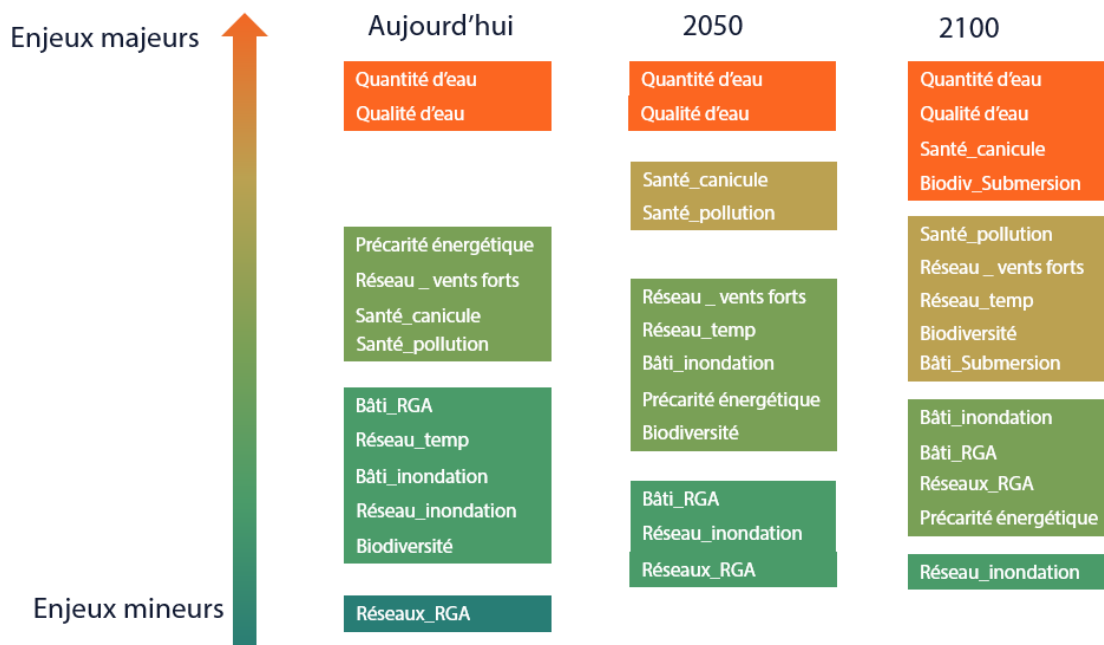 Enjeux majeurs
Aujourd'hui
Quantité d'eau
Qualité d'eau
Précarité énergétique
Réseau _ vents forts
Santé_canicule
Santé_pollution
Bâti_RGA
Réseau_temp
Bâti_inondation
Réseau_inondation
Biodiversité
Réseaux_RGA
2050
Quantité d'eau
Qualité d'eau
Santé_canicule
Santé_pollution
Réseau _ vents forts
Réseau_temp
Bâti_inondation
Précarité énergétique
Biodiversité
Bâti_RGA
Réseau_inondation
Réseaux_RGA
2100
Quantité d'eau
Qualité d'eau
Santé_canicule
Biodiv_Submersion
Santé_pollution
Réseau _ vents forts
Réseau_temp
Biodiversité
Bâti_Submersion
Bâti_inondation
Bâti_RGA
Réseaux_RGA
Précarité énergétique
Réseau_inondation
Enjeux mineurs